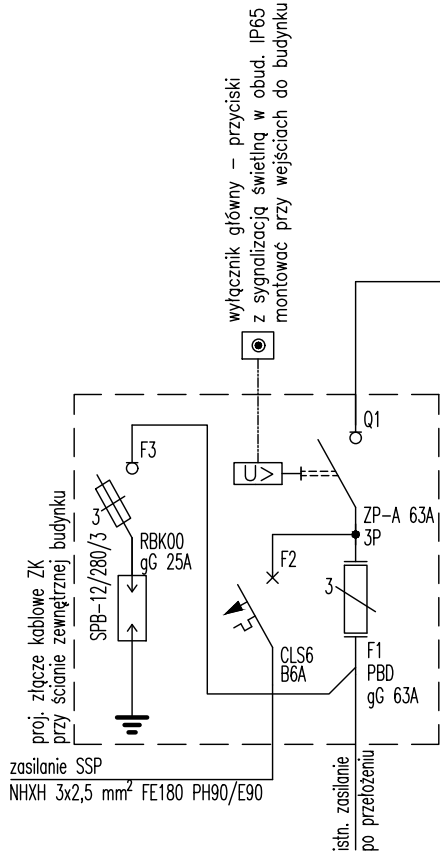 wyłącznik główny – przyciski
z sygnalizacją świetlną w obud. IP65
montować przy wejściach do budynku
proj. złącze kablowe ZK
przy ścianie zewnętrznej budynku
F3
3
RBK00
gG 25A
SPB-12/280/3
U>
Q1
ZP-A 63A
3P
F2
CLS6
B6A
3
F1
PBD
gG 63A
zasilanie SSP
NHXH 3x2,5 mm² FE180 PH90/E90
istn. zasilanie
po przełożeniu